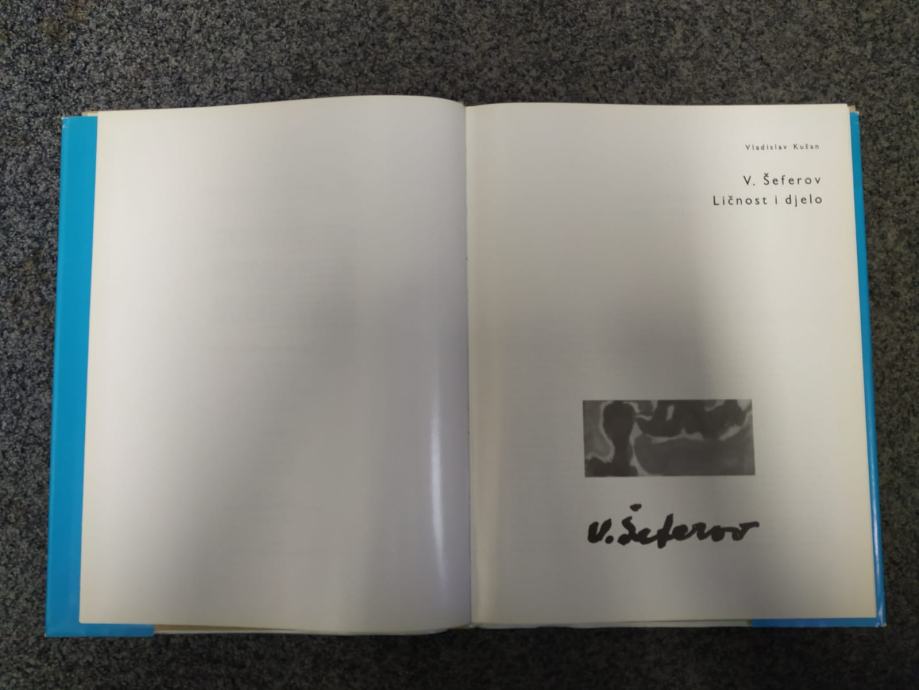 Vladislav Kušan
V. Šeferov
Ličnost i djelo
V. Šeferov